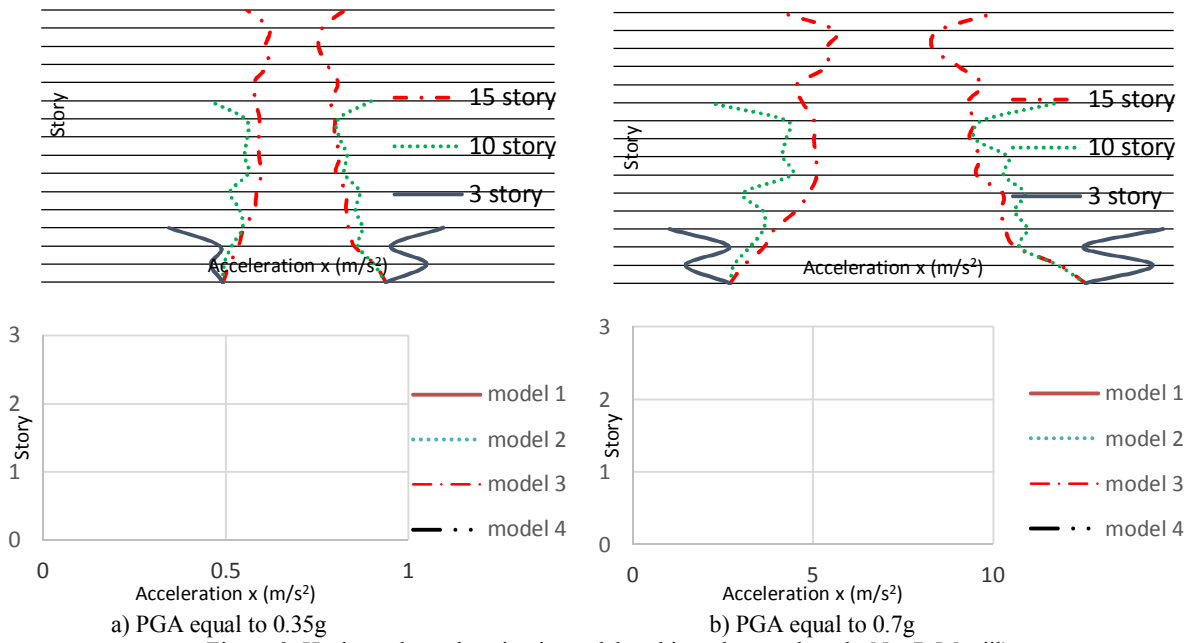 Story
15 story
10 story
3 story
Acceleration x (m/s²)
Story
15 story
10 story
3 story
Acceleration x (m/s²)
3
2
1
0
Story
0
0.5
1
Acceleration x (m/s²)
model 1
model 2
model 3
model 4
3
2
1
0
Story
0
5
10
Acceleration x (m/s²)
model 1
model 2
model 3
model 4
a) PGA equal to 0.35g
b) PGA equal to 0.7g